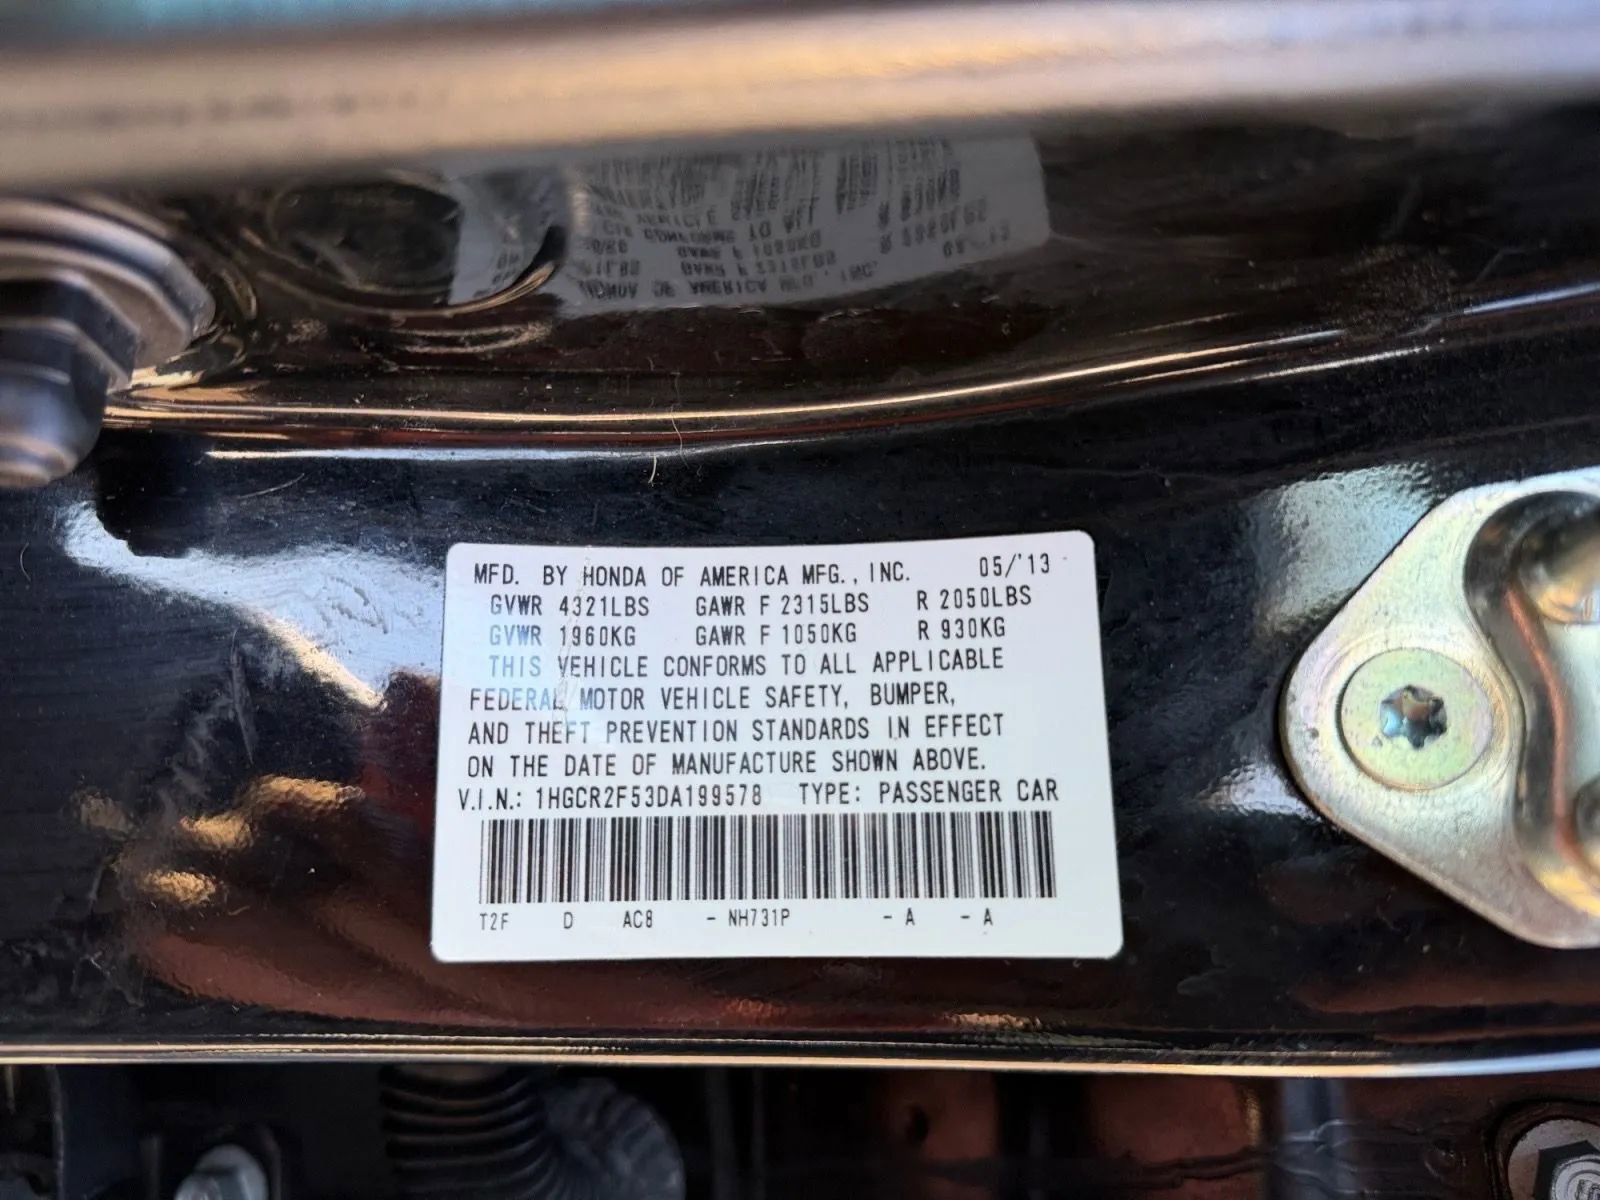 MFD. BY HONDA OF AMERICA MFG., INC. 05/'13
GVWR 4321LBS GAWR F 2315LBS R 2050LBS
GVWR 1960KG GAWR F 1050KG R 930KG
THIS VEHICLE CONFORMS TO ALL APPLICABLE
FEDERAL MOTOR VEHICLE SAFETY, BUMPER,
AND THEFT PREVENTION STANDARDS IN EFFECT
ON THE DATE OF MANUFACTURE SHOWN ABOVE.
V.I.N.: 1HGCR2F53DA199578 TYPE: PASSENGER CAR
T2F D AC8 - NH731P - A - A